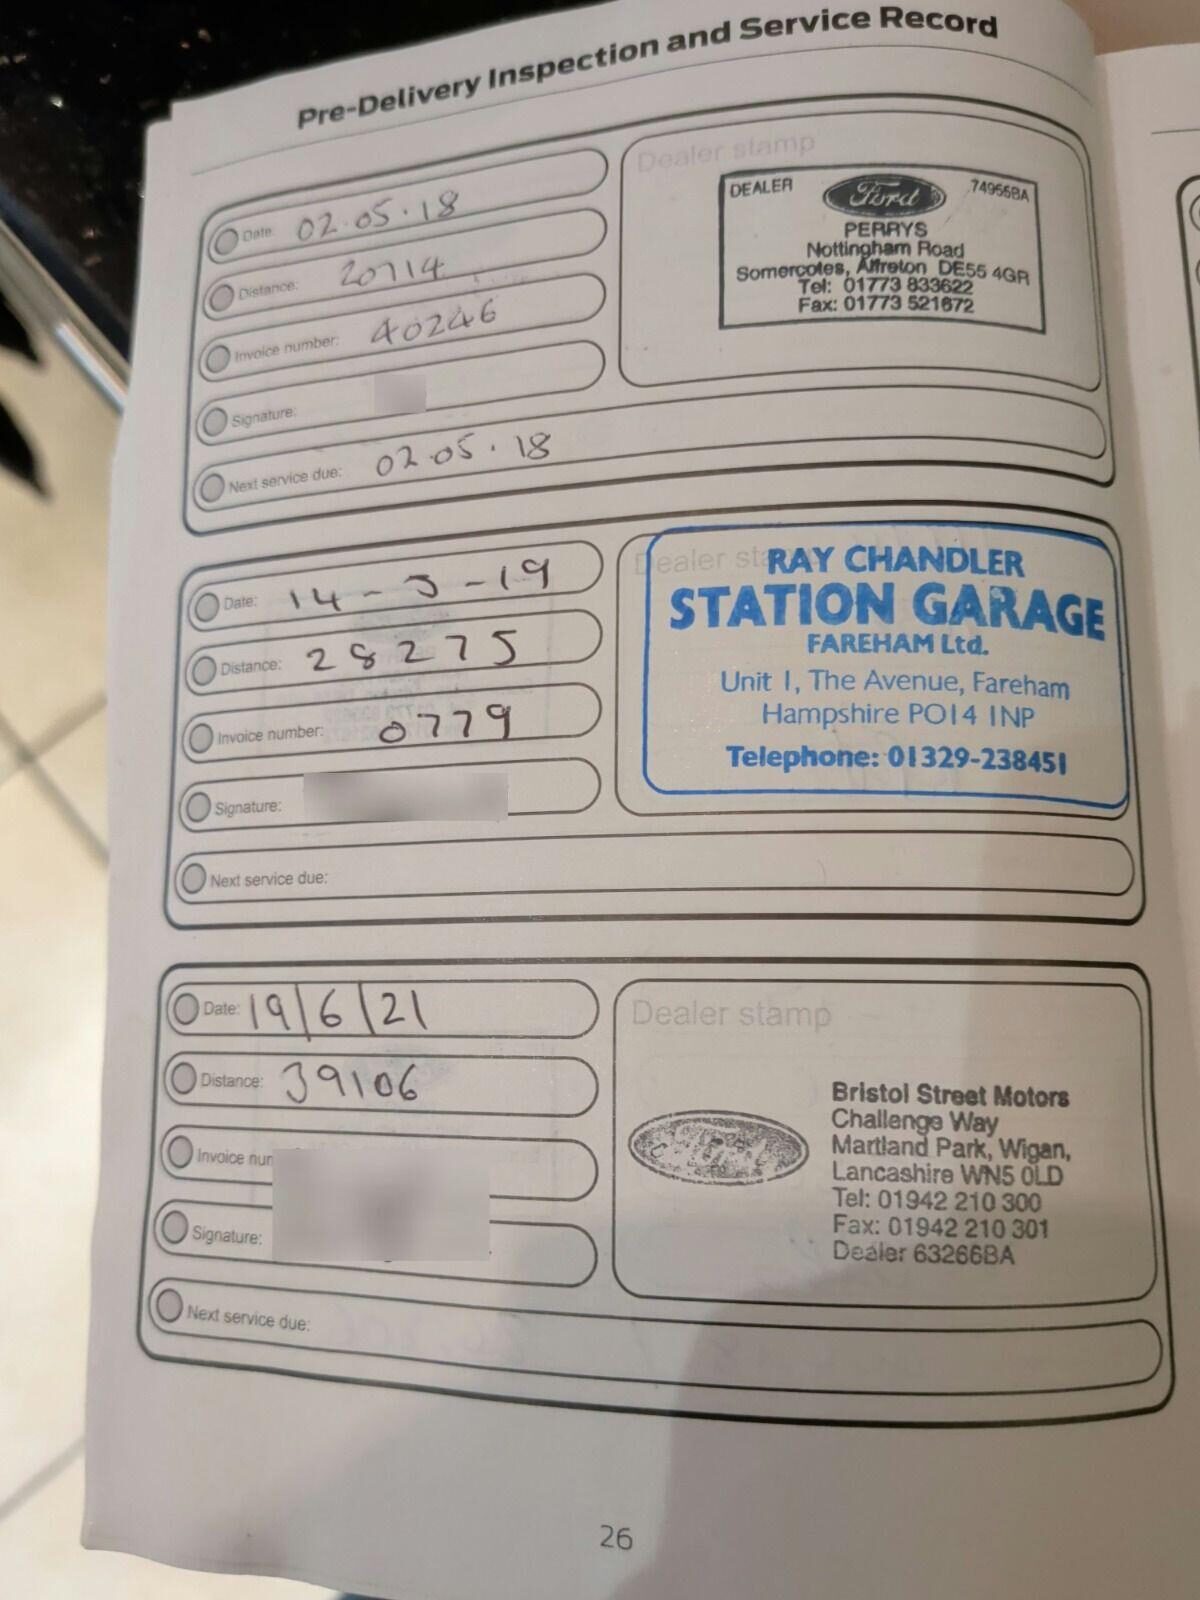 Pre-Delivery Inspection and Service Record
Date: 02.05.18
Distance: 20714
Invoice number: 40246
Signature:
Next service due: 02.05.18
Dealer stamp
DEALER Ford 74955BA
PERRYS
Nottingham Road
Somercotes, Alfreton DE55 4GR
Tel: 01773 833622
Fax: 01773 521672
Date: 14-3-19
Distance: 28275
Invoice number: 0779
Signature:
Next service due:
Dealer sta
RAY CHANDLER
STATION GARAGE
FAREHAM Ltd.
Unit 1, The Avenue, Fareham
Hampshire PO14 1NP
Telephone: 01329-238451
Date: 19/6/21
Distance: 39106
Invoice num
Signature:
Next service due:
Dealer stamp
Ford
Bristol Street Motors
Challenge Way
Martland Park, Wigan,
Lancashire WN5 0LD
Tel: 01942 210 300
Fax: 01942 210 301
Dealer 63266BA
26